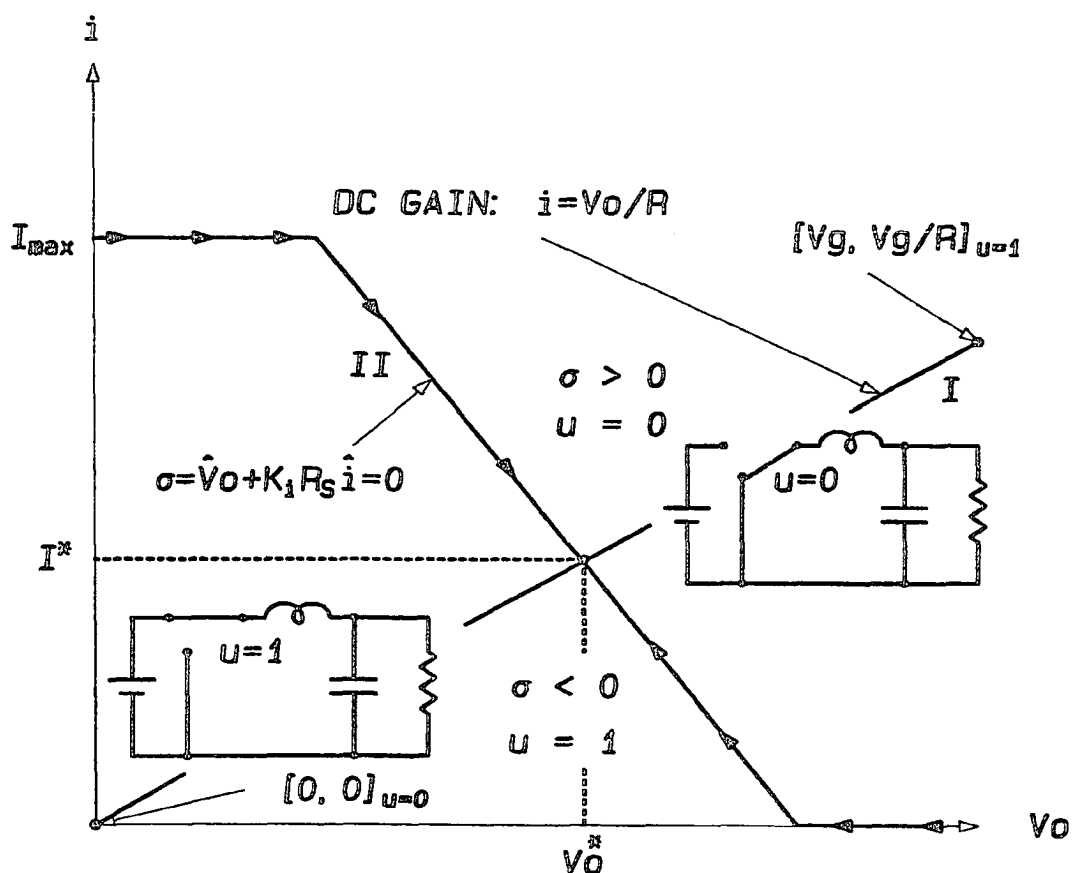 i
DC GAIN: i=Vo/R
Imax
[Vg, Vg/R]u=1
II
σ > 0
u = 0
I
σ=V̂o+KiRSî=0
u=0
I*
u=1
σ < 0
u = 1
[0, 0]u=0
Vo*
Vo